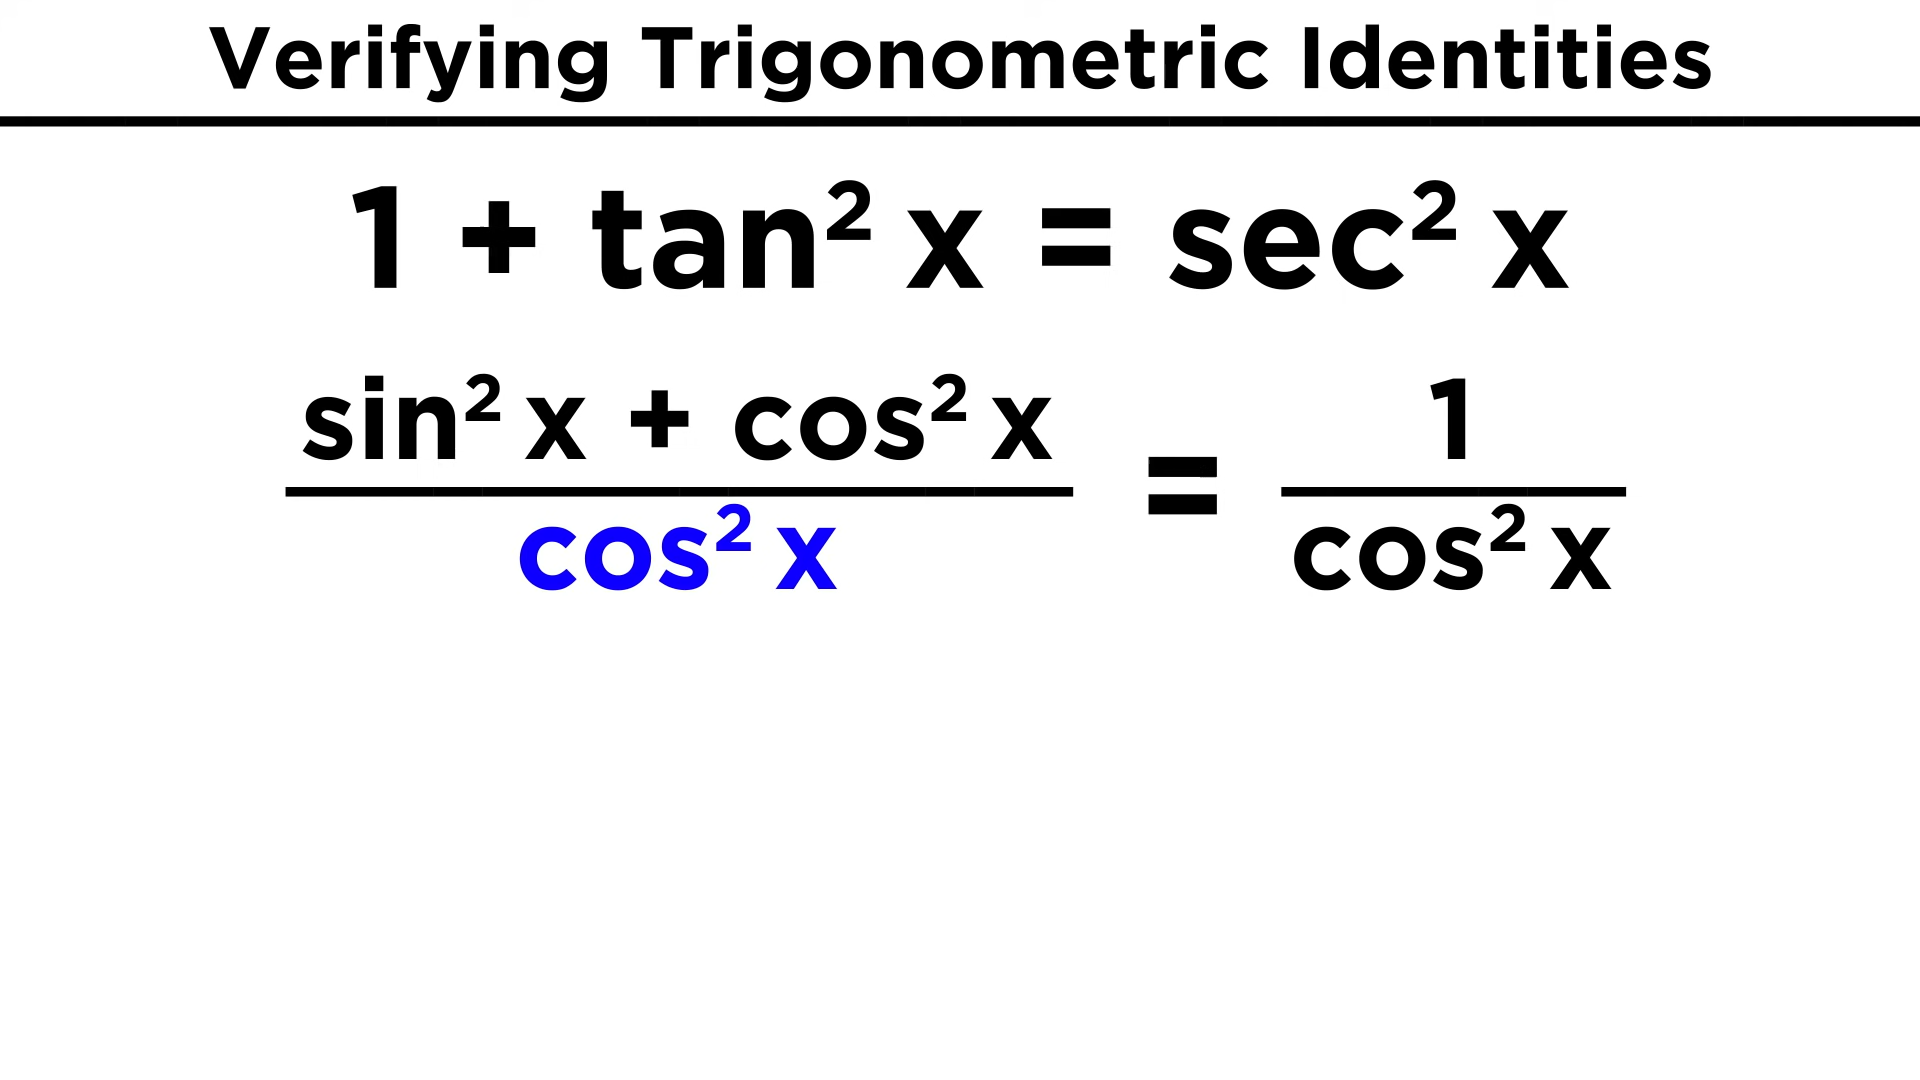 Verifying Trigonometric Identities
1 + tan² x = sec² x
sin² x + cos² x
cos² x
=
1
cos² x